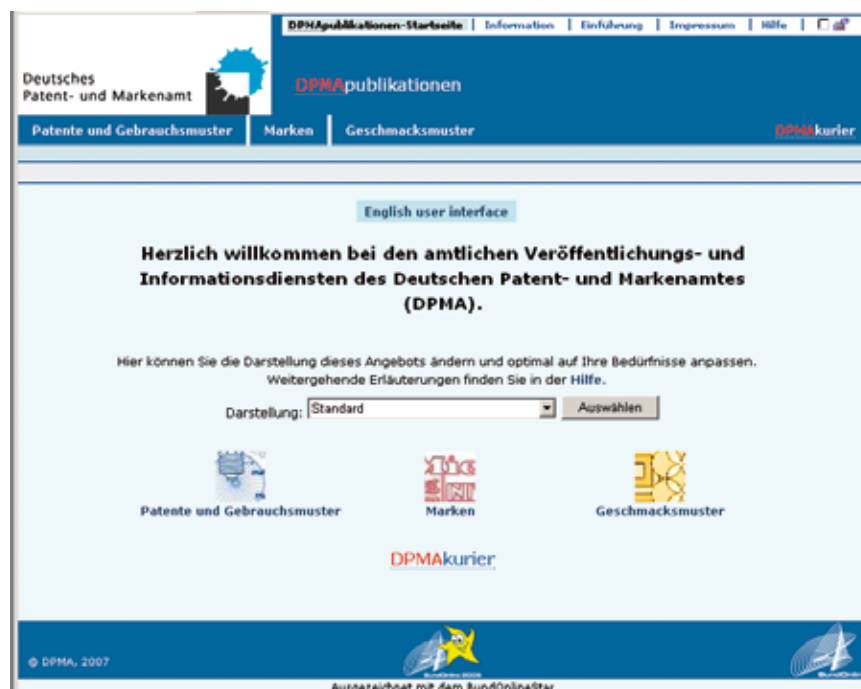 DPMApublikationen-Startseite | Information | Einführung | Impressum | Hilfe |
Deutsches
Patent- und Markenamt
DPMApublikationen
Patente und Gebrauchsmuster | Marken | Geschmacksmuster
DPMAkurier
English user interface
Herzlich willkommen bei den amtlichen Veröffentlichungs- und
Informationsdiensten des Deutschen Patent- und Markenamtes
(DPMA).
Hier können Sie die Darstellung dieses Angebots ändern und optimal auf Ihre Bedürfnisse anpassen.
Weitergehende Erläuterungen finden Sie in der Hilfe.
Darstellung: Standard Auswählen
Patente und Gebrauchsmuster Marken Geschmacksmuster
DPMAkurier
© DPMA, 2007
Ausgezeichnet mit dem BundOnlineStar